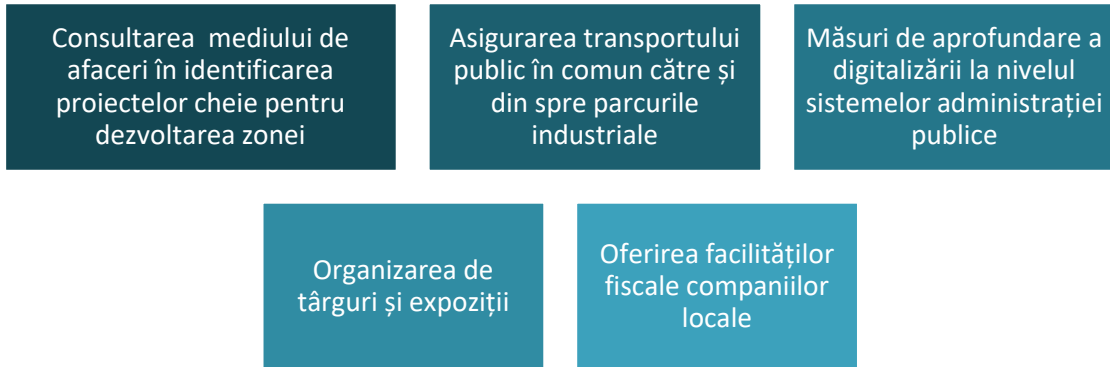 Consultarea  mediului de
afaceri în identificarea
proiectelor cheie pentru
dezvoltarea zonei
Asigurarea transportului
public în comun către și
din spre parcurile
industriale
Măsuri de aprofundare a
digitalizării la nivelul
sistemelor administrației
publice
Organizarea de
târguri și expoziții
Oferirea facilităților
fiscale companiilor
locale